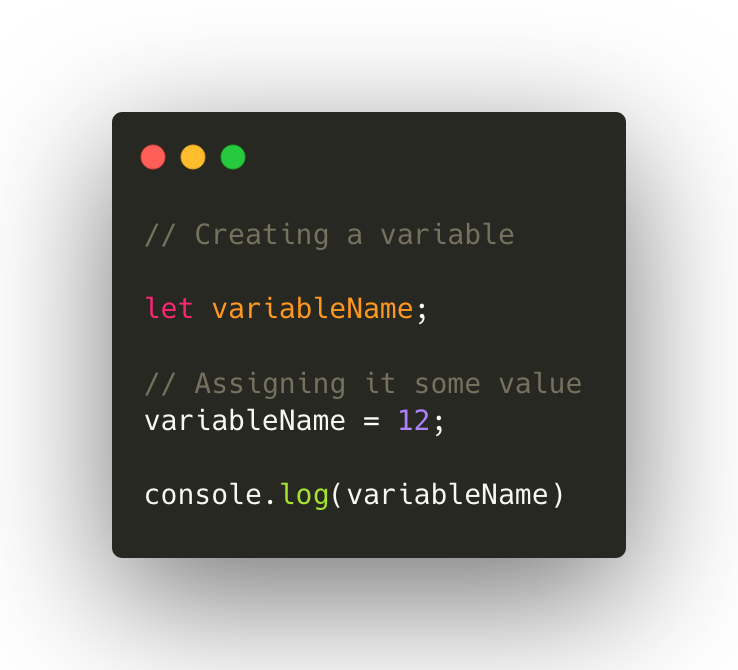 // Creating a variable
let variableName;
// Assigning it some value
variableName = 12;
console.log(variableName)